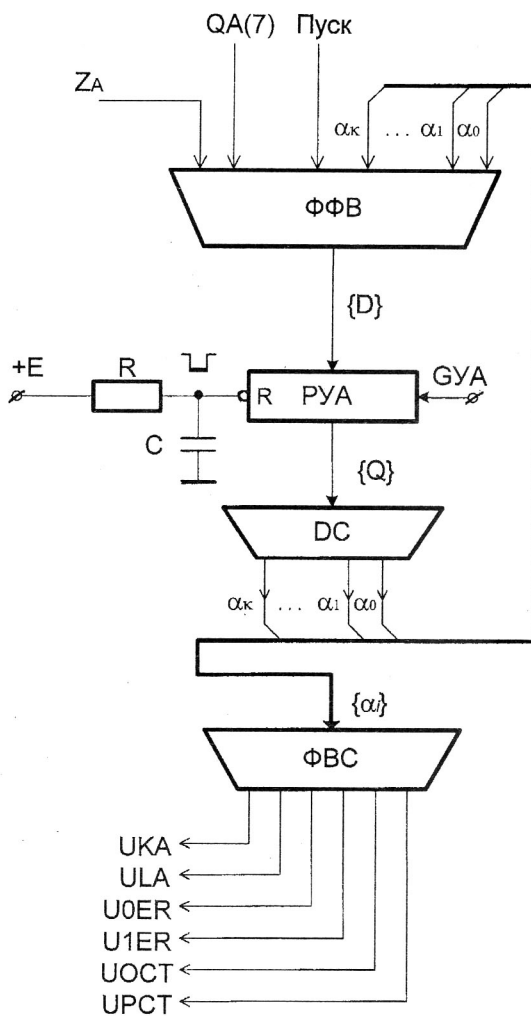 QA(7) Пуск
ZA
αк ... α1 α0
ФФВ
{D}
+E R GУА
R РУА
C
{Q}
DC
αк ... α1 α0
{αi}
ФВС
UKA
ULA
U0ER
U1ER
UOCT
UPCT